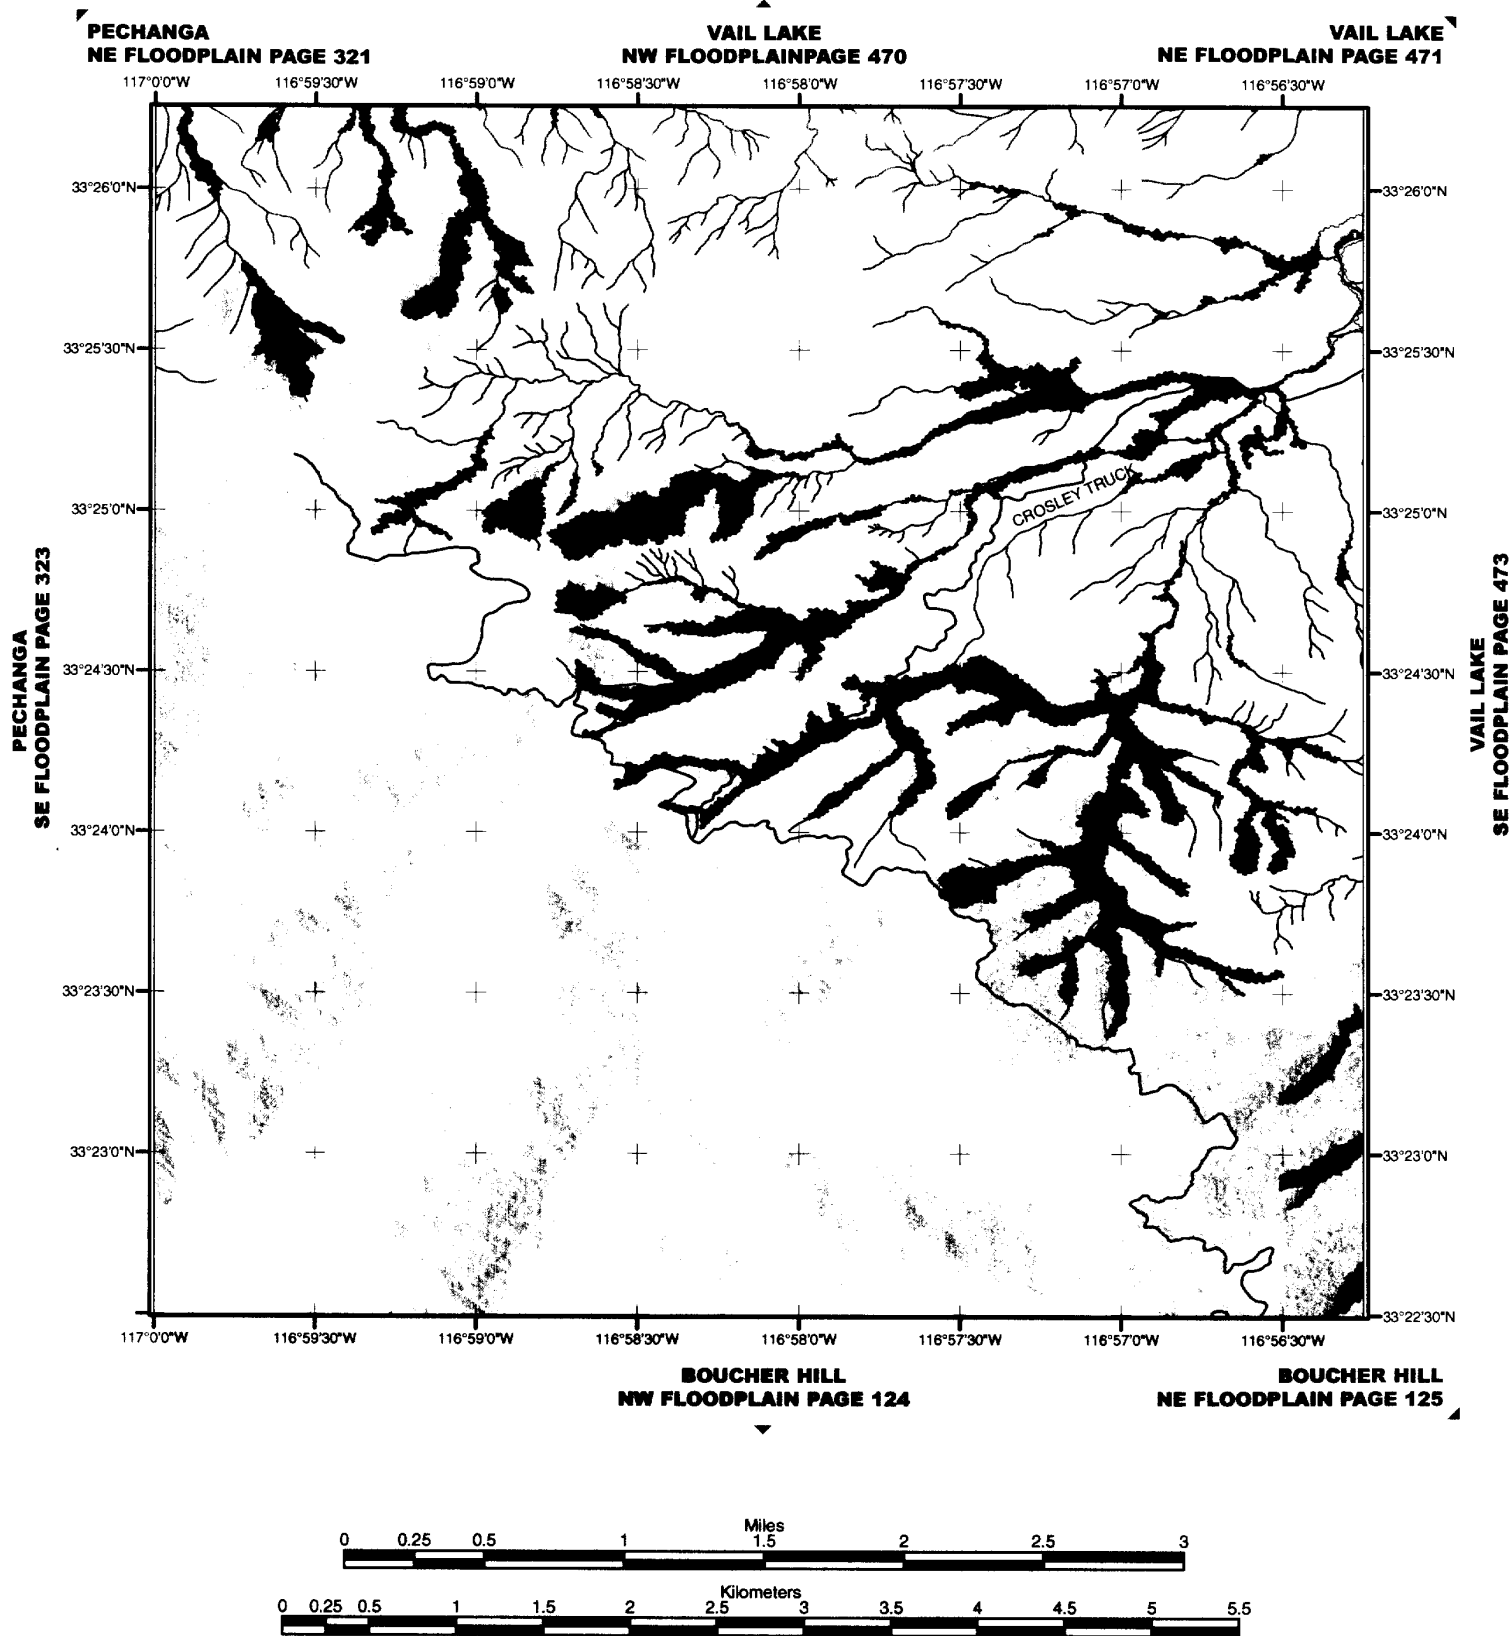 PECHANGA
NE FLOODPLAIN PAGE 321
VAIL LAKE
NW FLOODPLAINPAGE 470
VAIL LAKE
NE FLOODPLAIN PAGE 471
117°0'0"W 116°59'30"W 116°59'0"W 116°58'30"W 116°58'0"W 116°57'30"W 116°57'0"W 116°56'30"W
33°26'0"N 33°26'0"N
33°25'30"N 33°25'30"N
33°25'0"N 33°25'0"N
CROSLEY TRUCK
PECHANGA
SE FLOODPLAIN PAGE 323
VAIL LAKE
SE FLOODPLAIN PAGE 473
33°24'30"N 33°24'30"N
33°24'0"N 33°24'0"N
33°23'30"N 33°23'30"N
33°23'0"N 33°23'0"N
33°22'30"N
117°0'0"W 116°59'30"W 116°59'0"W 116°58'30"W 116°58'0"W 116°57'30"W 116°57'0"W 116°56'30"W
BOUCHER HILL
NW FLOODPLAIN PAGE 124
BOUCHER HILL
NE FLOODPLAIN PAGE 125
Miles
0 0.25 0.5 1 1.5 2 2.5 3
Kilometers
0 0.25 0.5 1 1.5 2 2.5 3 3.5 4 4.5 5 5.5